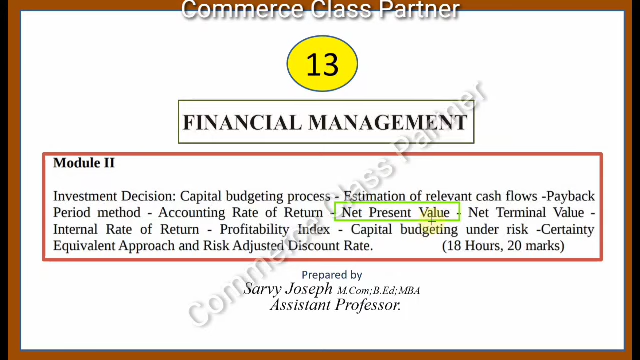 Commerce Class Partner
13
FINANCIAL MANAGEMENT
Module II
Investment Decision: Capital budgeting process - Estimation of relevant cash flows -Payback
Period method - Accounting Rate of Return - Net Present Value - Net Terminal Value -
Internal Rate of Return - Profitability Index - Capital budgeting under risk -Certainty
Equivalent Approach and Risk Adjusted Discount Rate. (18 Hours, 20 marks)
Prepared by
Sarvy Joseph M.Com;B.Ed;MBA
Assistant Professor.
Commerce Class Partner